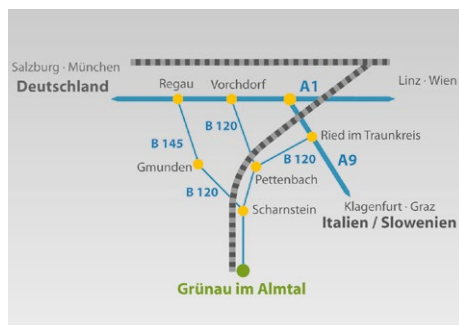 Salzburg · München
Deutschland
Regau
Vorchdorf
A1
Linz · Wien
B 120
Ried im Traunkreis
B 145
B 120
A9
Gmunden
Pettenbach
B 120
Klagenfurt · Graz
Scharnstein
Italien / Slowenien
Grünau im Almtal